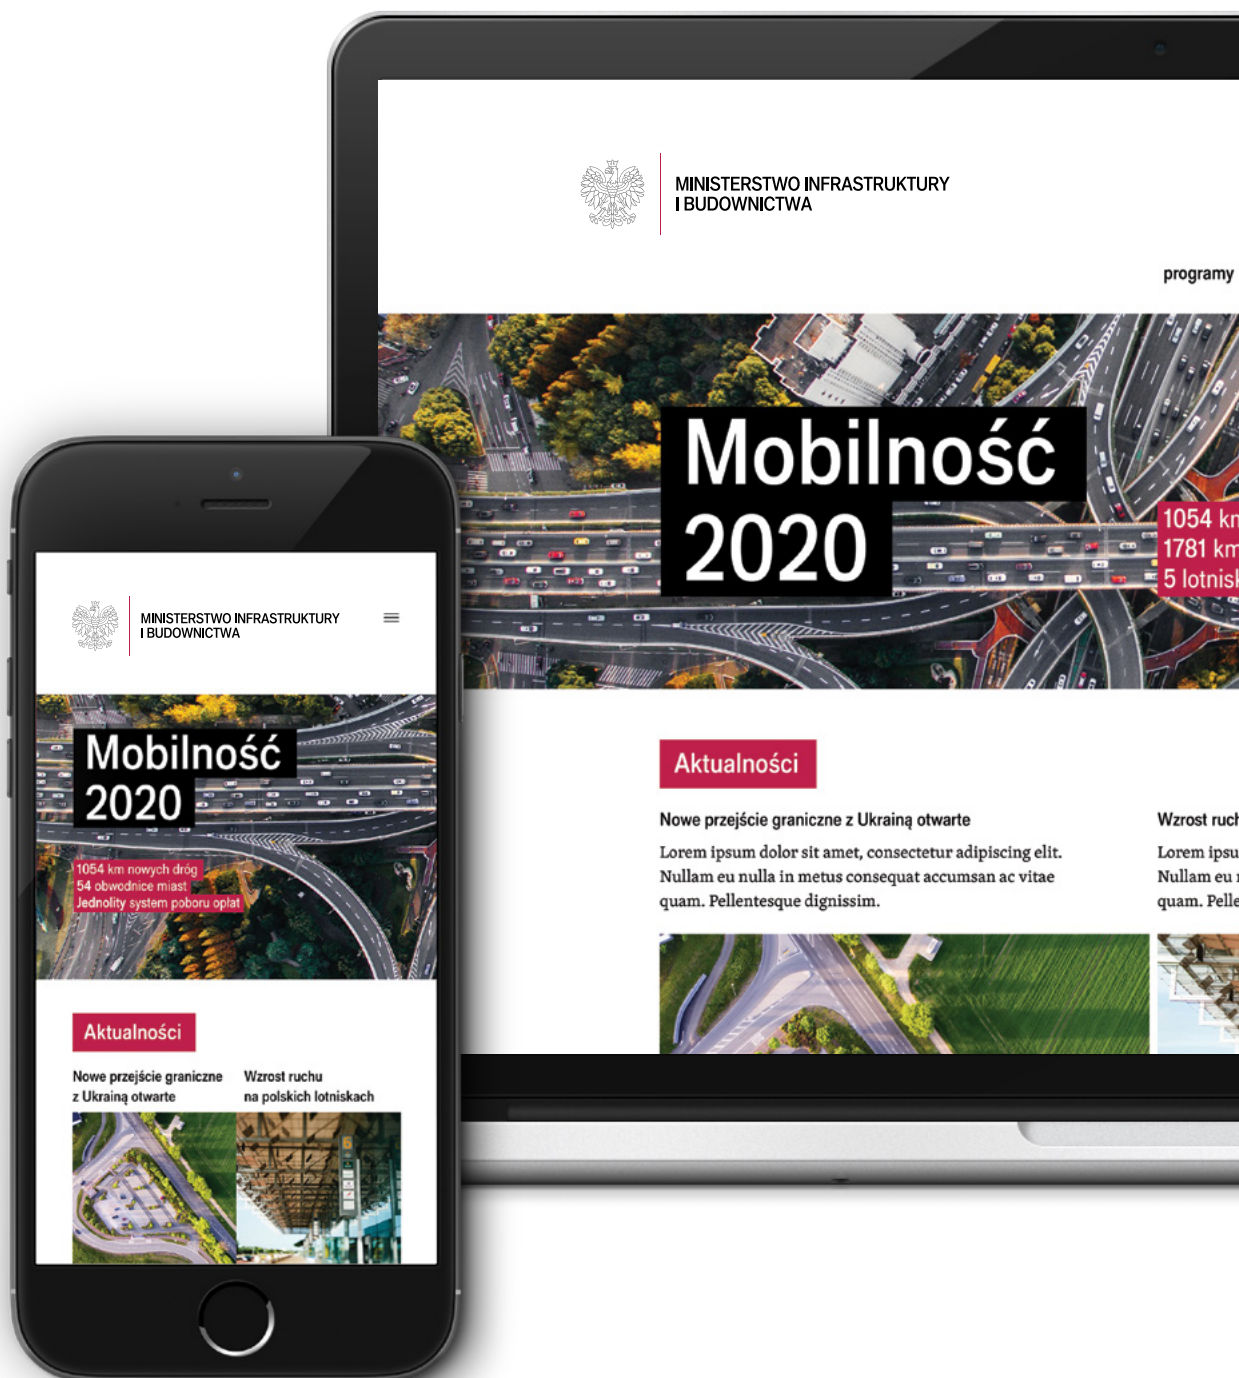 MINISTERSTWO INFRASTRUKTURY
I BUDOWNICTWA
programy
Mobilność
2020
1054 km
1781 km
5 lotnisk
Aktualności
Nowe przejście graniczne z Ukrainą otwarte
Lorem ipsum dolor sit amet, consectetur adipiscing elit.
Nullam eu nulla in metus consequat accumsan ac vitae
quam. Pellentesque dignissim.
Wzrost ruch
Lorem ipsu
Nullam eu
quam. Pelle
MINISTERSTWO INFRASTRUKTURY
I BUDOWNICTWA
Mobilność
2020
1054 km nowych dróg
54 obwodnice miast
Jednolity system poboru opłat
Aktualności
Nowe przejście graniczne
z Ukrainą otwarte
Wzrost ruchu
na polskich lotniskach